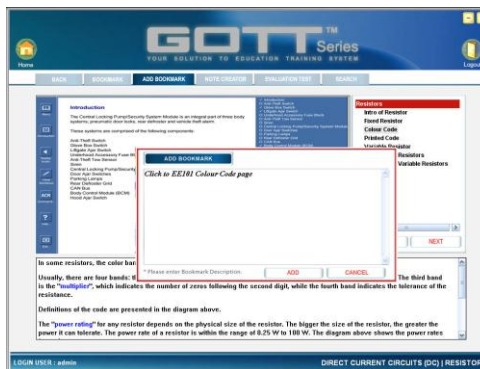 GOTT TM
Series
YOUR SOLUTION TO EDUCATION TRAINING SYSTEM
Home
Logout
BACK
BOOKMARK
ADD BOOKMARK
NOTE CREATOR
EVALUATION TEST
SEARCH
Introduction
The Central Locking Pump/Security System Module is an integral part of three body
systems; pneumatic door locks, rear defroster and vehicle theft alarm.
These systems are comprised of the following components:
Anti Theft Switch
Glove Box Switch
Liftgate Ajar Switch
Underhood Accessory Fuse
Anti Theft Tow Sensor
Siren
Central Locking Pump/Security
Door Ajar Switches
Parking Lamps
Rear Defroster Grid
CAN Bus
Body Control Module (BCM)
Hood Ajar Switch
Resistors
Intro of Resistor
Fixed Resistor
Colour Code
Printed Code
Variable Resistor
Resistors
Variable Resistors
NEXT
ADD BOOKMARK
Click to EE101 Colour Code page
* Please enter Bookmark Description.
ADD
CANCEL
In some resistors, the color ban
Usually, there are four bands: th
The third band
is the "multiplier", which indicates the number of zeros following the second digit, while the fourth band indicates the tolerance of the
resistance.
Definitions of the code are presented in the diagram above.
The "power rating" for any resistor depends on the physical size of the resistor. The bigger the size of the resistor, the greater the
power it can tolerate. The power rate of a resistor is within the range of 0.25 W to 100 W. The diagram above shows the power rates
LOGIN USER : admin
DIRECT CURRENT CIRCUITS (DC) | RESISTOR